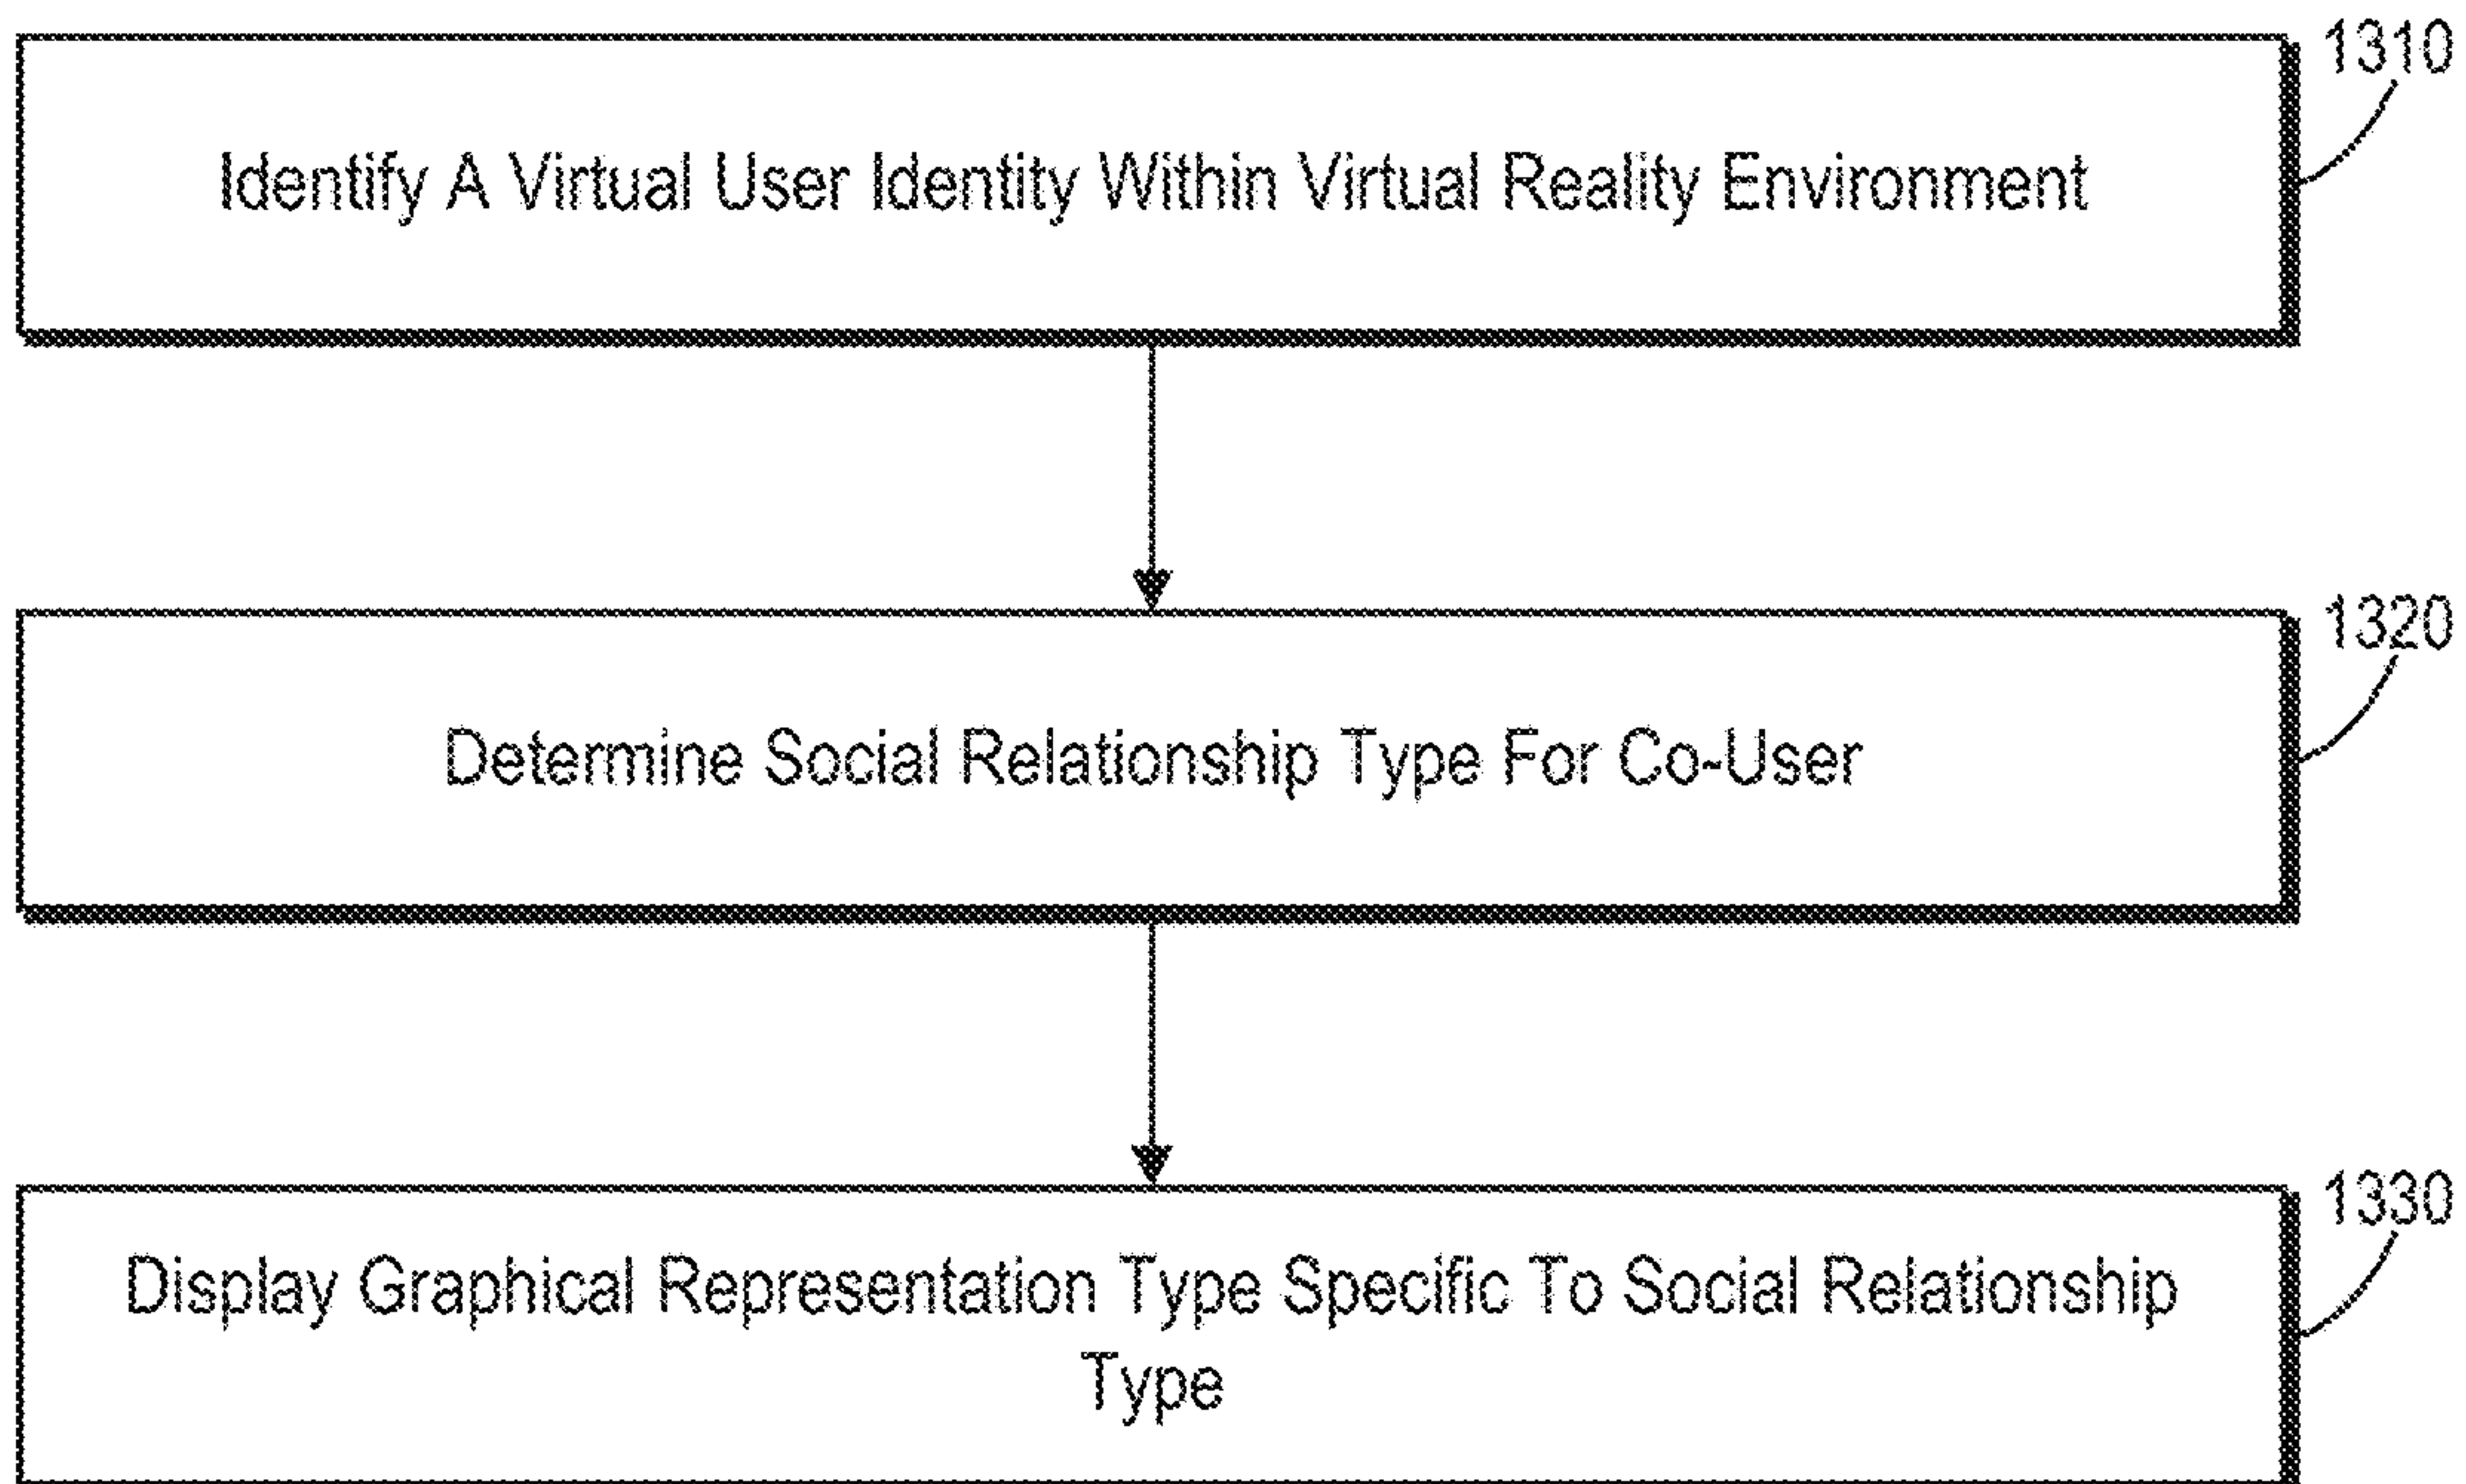 1310
Identify A Virtual User Identity Within Virtual Reality Environment
1320
Determine Social Relationship Type For Co-User
1330
Display Graphical Representation Type Specific To Social Relationship
Type